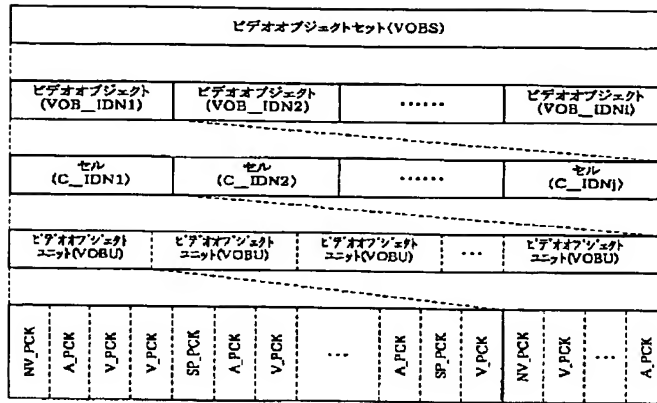 ビデオオブジェクトセット(VOBS)
ビデオオブジェクト
(VOB__IDN1)
ビデオオブジェクト
(VOB__IDN2)
……
ビデオオブジェクト
(VOB__IDNi)
セル
(C__IDN1)
セル
(C__IDN2)
……
セル
(C__IDNj)
ビデオオブジェクト
ユニット(VOBU)
ビデオオブジェクト
ユニット(VOBU)
ビデオオブジェクト
ユニット(VOBU)
…
ビデオオブジェクト
ユニット(VOBU)
NV_PCK
A_PCK
V_PCK
V_PCK
SP_PCK
A_PCK
V_PCK
…
A_PCK
SP_PCK
V_PCK
NV_PCK
V_PCK
…
A_PCK